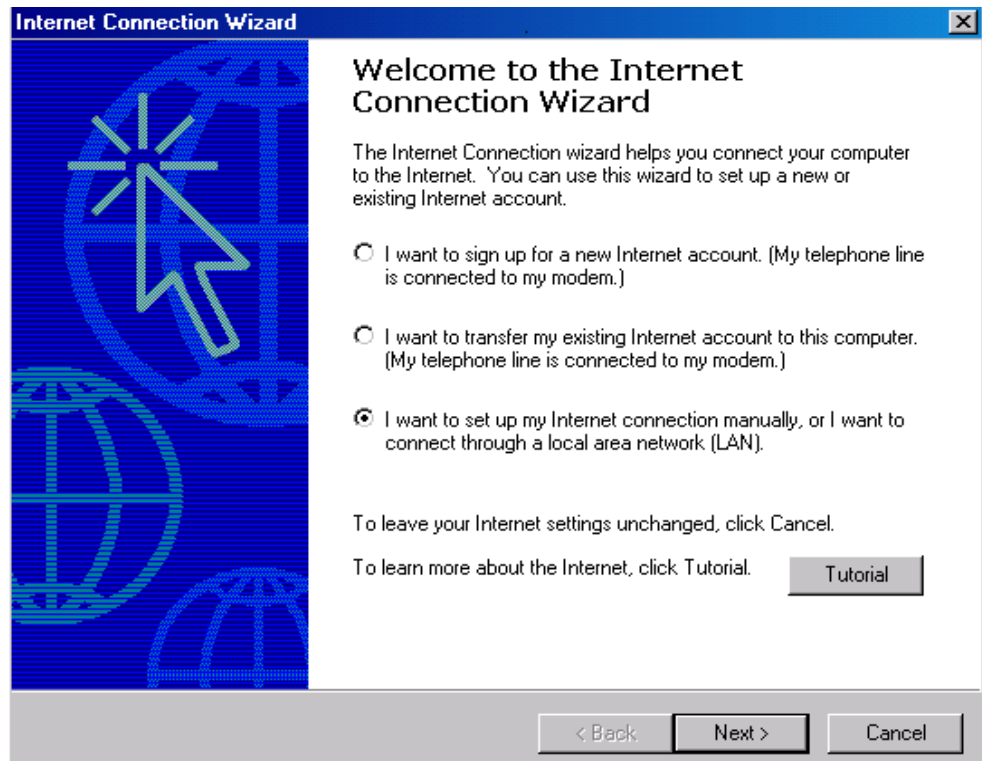 Internet Connection Wizard
Welcome to the Internet
Connection Wizard
The Internet Connection wizard helps you connect your computer
to the Internet. You can use this wizard to set up a new or
existing Internet account.
I want to sign up for a new Internet account. (My telephone line
is connected to my modem.)
I want to transfer my existing Internet account to this computer.
(My telephone line is connected to my modem.)
I want to set up my Internet connection manually, or I want to
connect through a local area network (LAN).
To leave your Internet settings unchanged, click Cancel.
To learn more about the Internet, click Tutorial.
Tutorial
< Back
Next >
Cancel